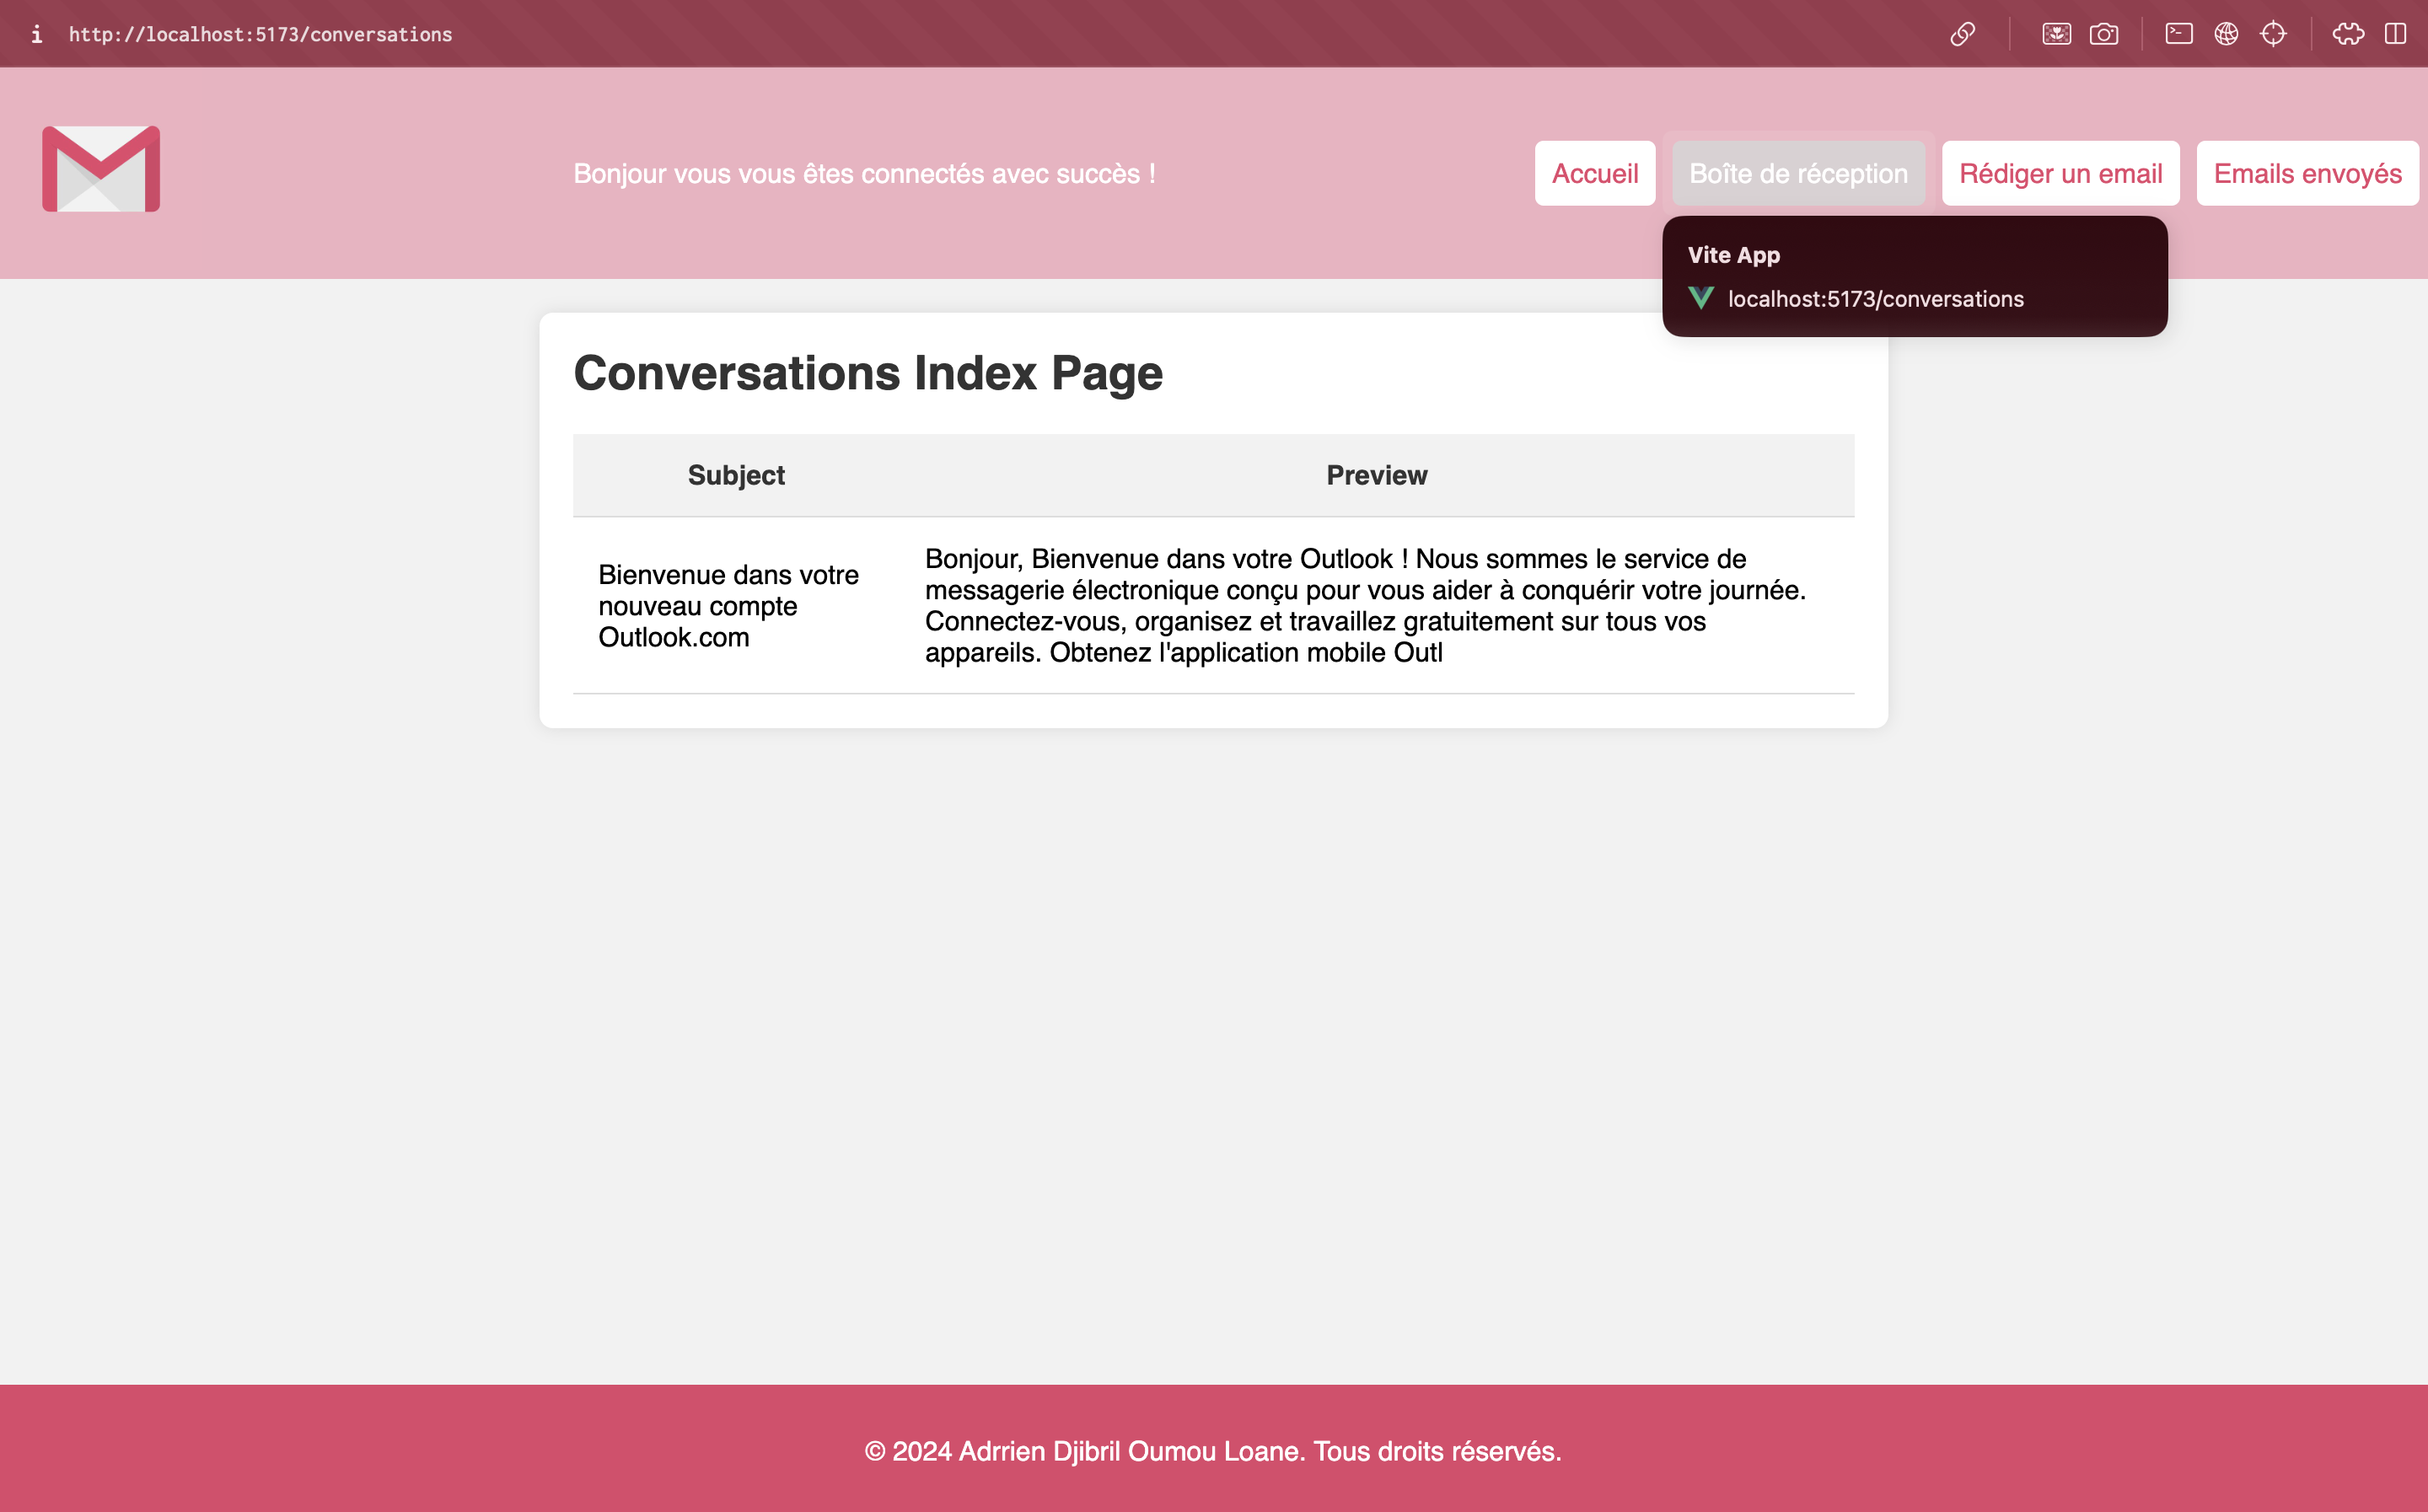 i http://localhost:5173/conversations
Bonjour vous vous êtes connectés avec succès !
Accueil
Boîte de réception
Rédiger un email
Emails envoyés
Vite App
localhost:5173/conversations
Conversations Index Page
Subject
Preview
Bienvenue dans votre
nouveau compte
Outlook.com
Bonjour, Bienvenue dans votre Outlook ! Nous sommes le service de
messagerie électronique conçu pour vous aider à conquérir votre journée.
Connectez-vous, organisez et travaillez gratuitement sur tous vos
appareils. Obtenez l'application mobile Outl
© 2024 Adrrien Djibril Oumou Loane. Tous droits réservés.